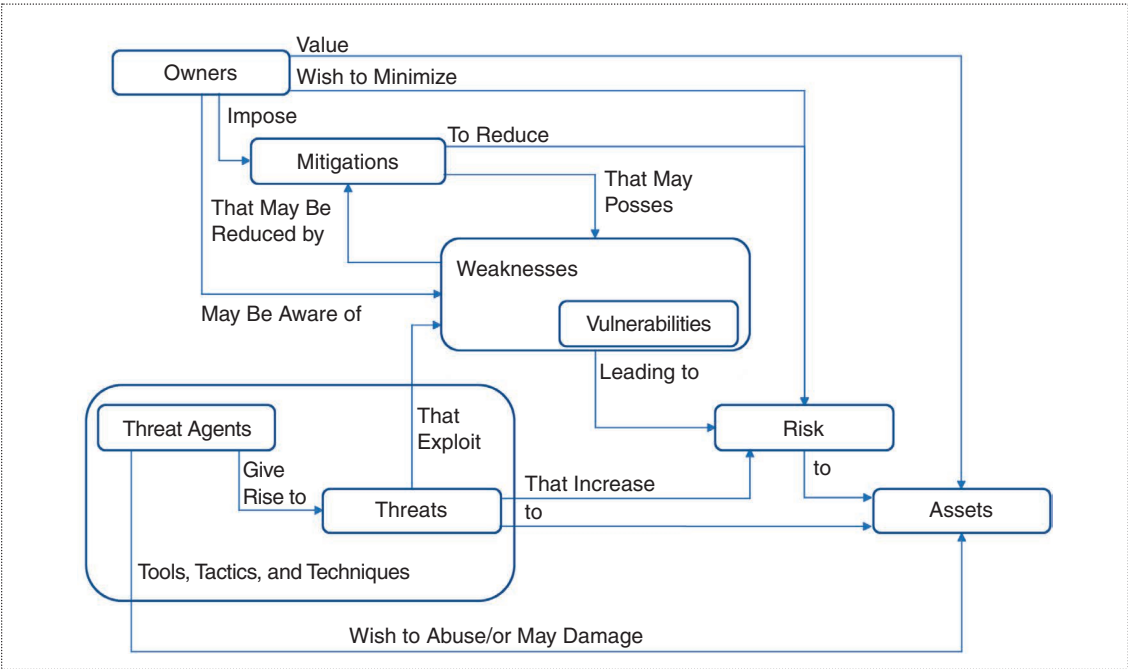 Value
Owners
Wish to Minimize
Impose
To Reduce
Mitigations
That May
Posses
That May Be
Reduced by
Weaknesses
May Be Aware of
Vulnerabilities
Leading to
Threat Agents
That
Exploit
Risk
Give
Rise to
to
That Increase
Threats
to
Assets
Tools, Tactics, and Techniques
Wish to Abuse/or May Damage